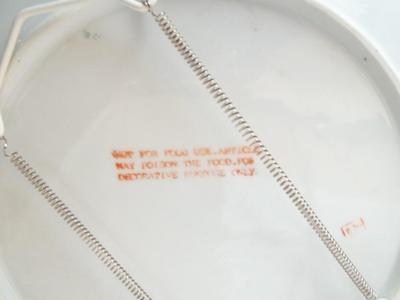 NOT FOR FOOD USE. ARTICLE
MAY POISON THE FOOD. FOR
DECORATIVE PURPOSE ONLY.